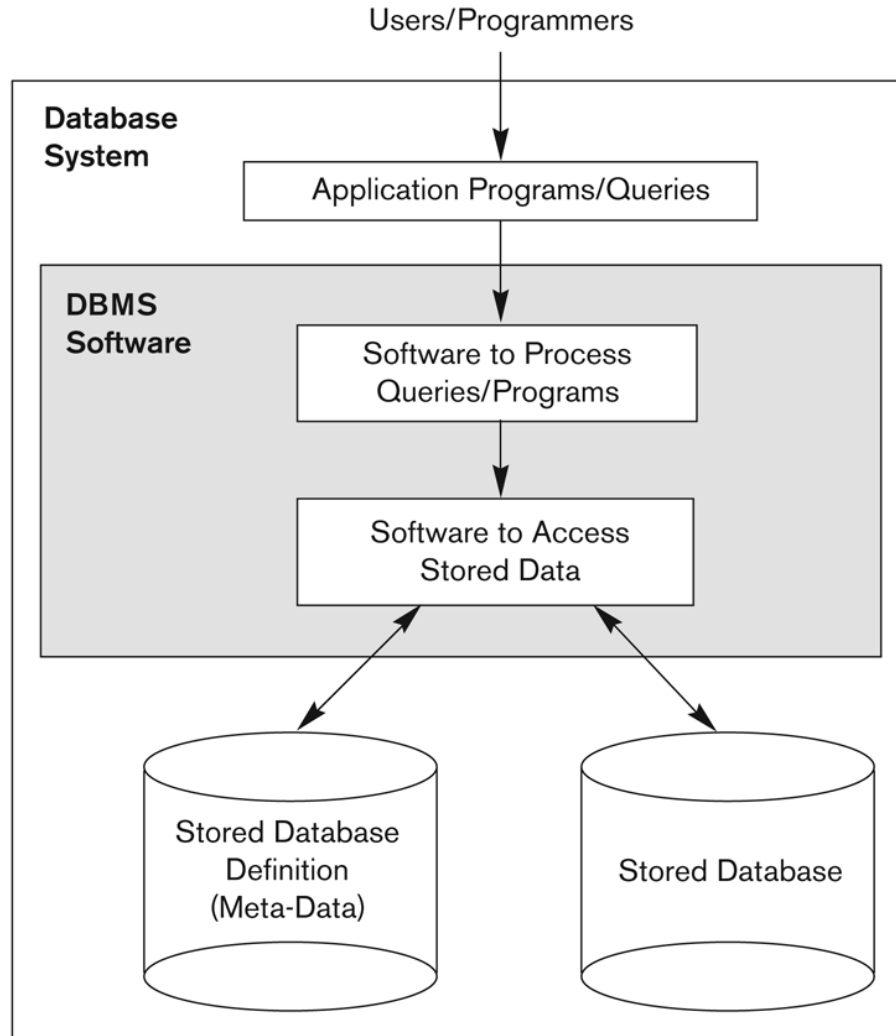 Users/Programmers
Database
System
Application Programs/Queries
DBMS
Software
Software to Process
Queries/Programs
Software to Access
Stored Data
Stored Database
Definition
(Meta-Data)
Stored Database